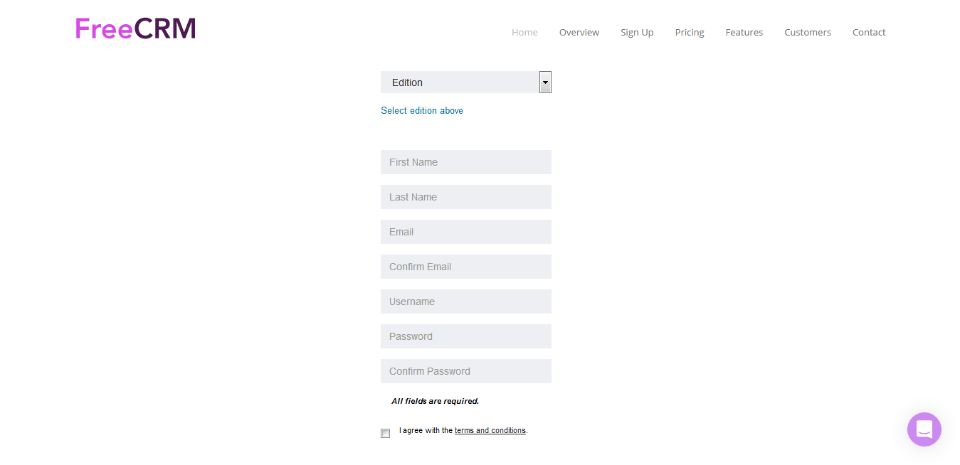 FreeCRM
Home Overview Sign Up Pricing Features Customers Contact
Edition
Select edition above
First Name
Last Name
Email
Confirm Email
Username
Password
Confirm Password
All fields are required.
I agree with the terms and conditions.